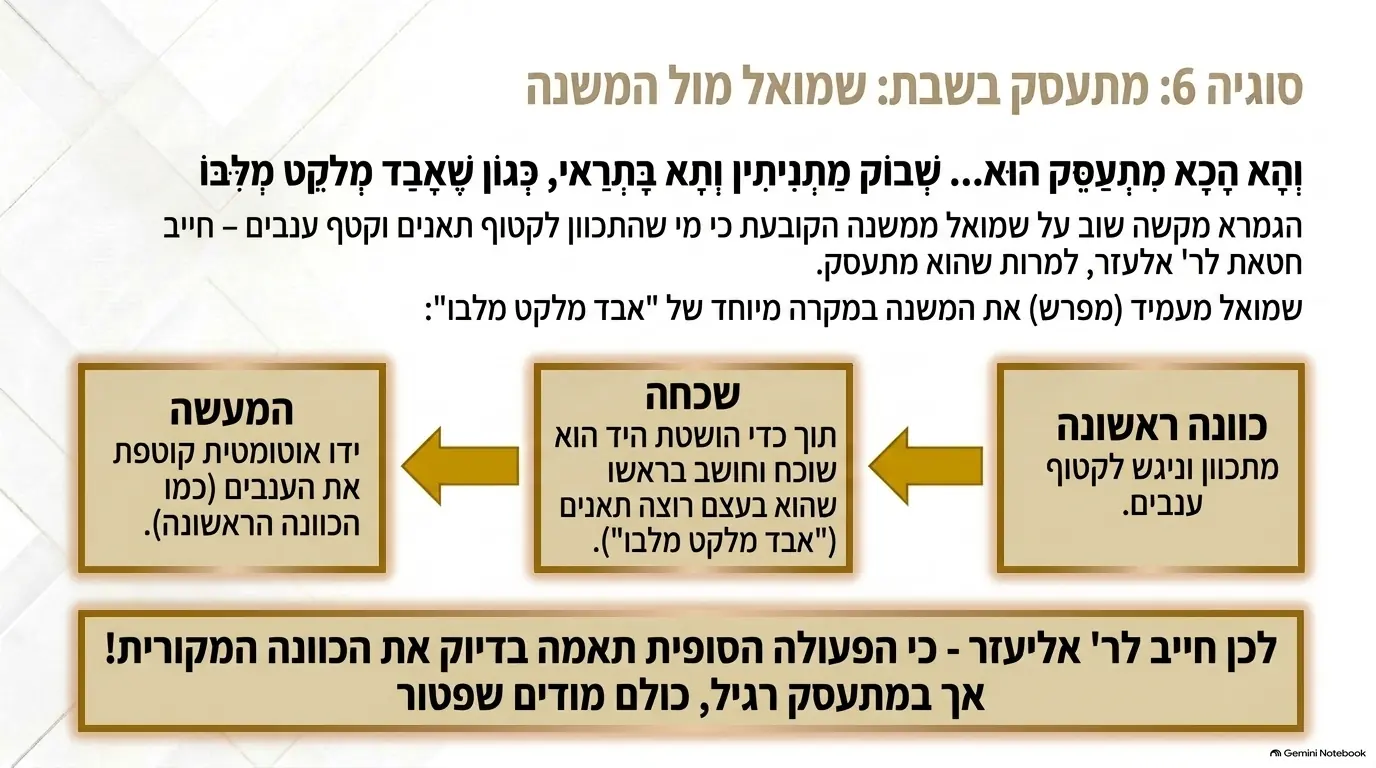 סוגיה 6: מתעסק בשבת: שמואל מול המשנה
וְהָא הָכָא מִתְעַסֵּק הוּא... שְׁבוֹק מַתְנִיתִין וְתָא בָּתְרַאי, כְּגוֹן שֶׁאָבַד מְלַקֵּט מִלִּבּוֹ
הגמרא מקשה שוב על שמואל ממשנה הקובעת כי מי שהתכוון לקטוף תאנים וקטף ענבים – חייב
חטאת לר' אלעזר, למרות שהוא מתעסק.
שמואל מעמיד (מפרש) את המשנה במקרה מיוחד של "אבד מלקט מלבו":
כוונה ראשונה
מתכוון וניגש לקטוף
ענבים.
שכחה
תוך כדי הושטת היד הוא
שוכח וחושב בראשו
שהוא בעצם רוצה תאנים
("אבד מלקט מלבו").
המעשה
ידו אוטומטית קוטפת
את הענבים (כמו
הכוונה הראשונה).
לכן חייב לר' אליעזר - כי הפעולה הסופית תאמה בדיוק את הכוונה המקורית!
אך במתעסק רגיל, כולם מודים שפטור
Gemini Notebook